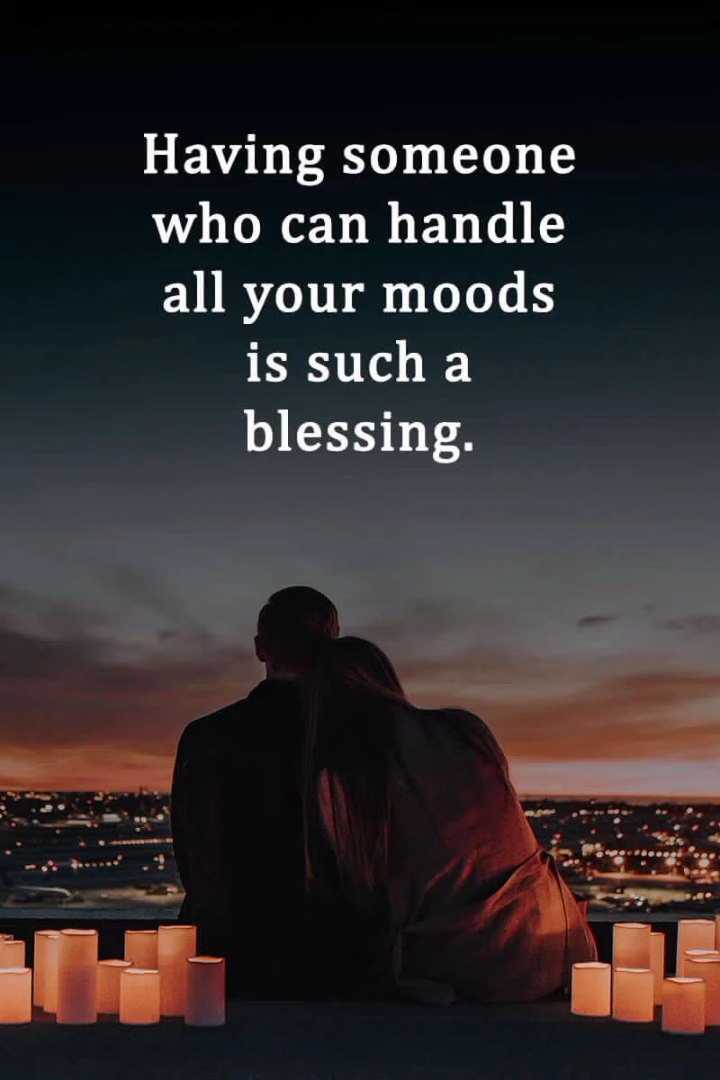 Having someone
who can handle
all your moods
is such a
blessing.